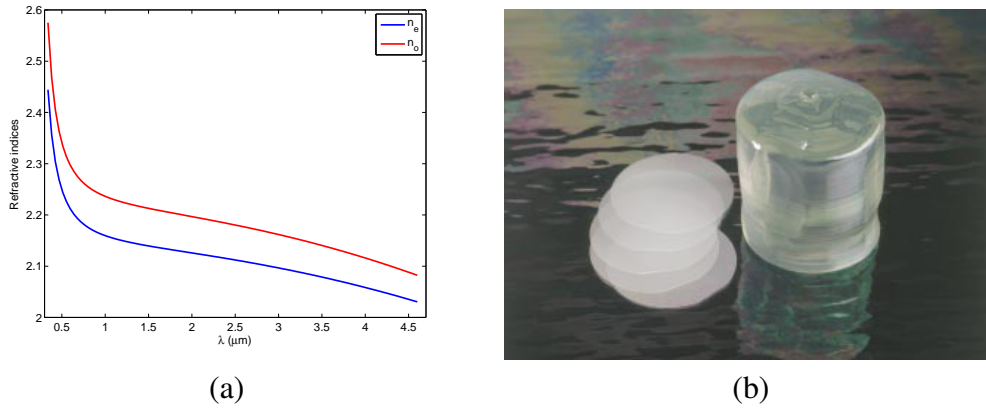 2.6
2.5
2.4
2.3
2.2
2.1
2
Refractive indices
n_e
n_o
0.5 1 1.5 2 2.5 3 3.5 4 4.5
λ (μm)
(a)
(b)